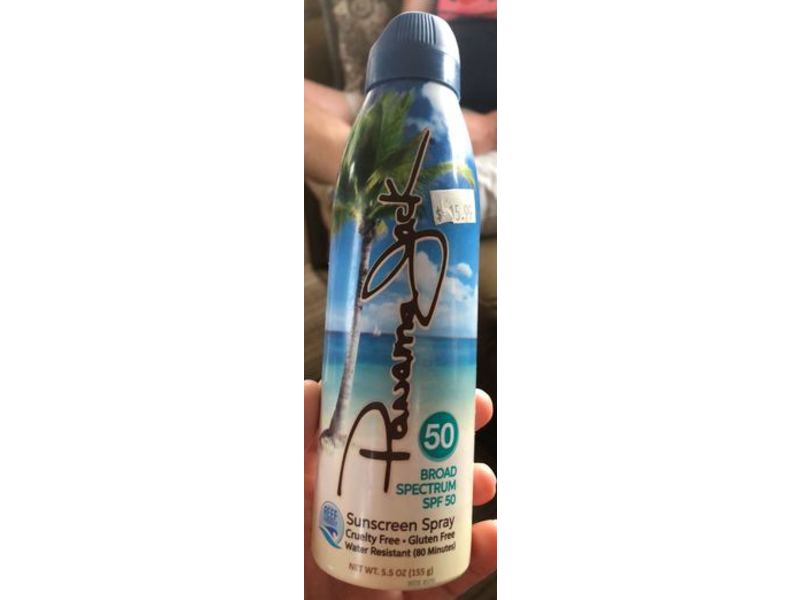 $ 15.99
Panama Jack
50
BROAD
SPECTRUM
SPF 50
REEF
Sunscreen Spray
Cruelty Free • Gluten Free
Water Resistant (80 Minutes)
NET WT. 5.5 OZ (155 g)